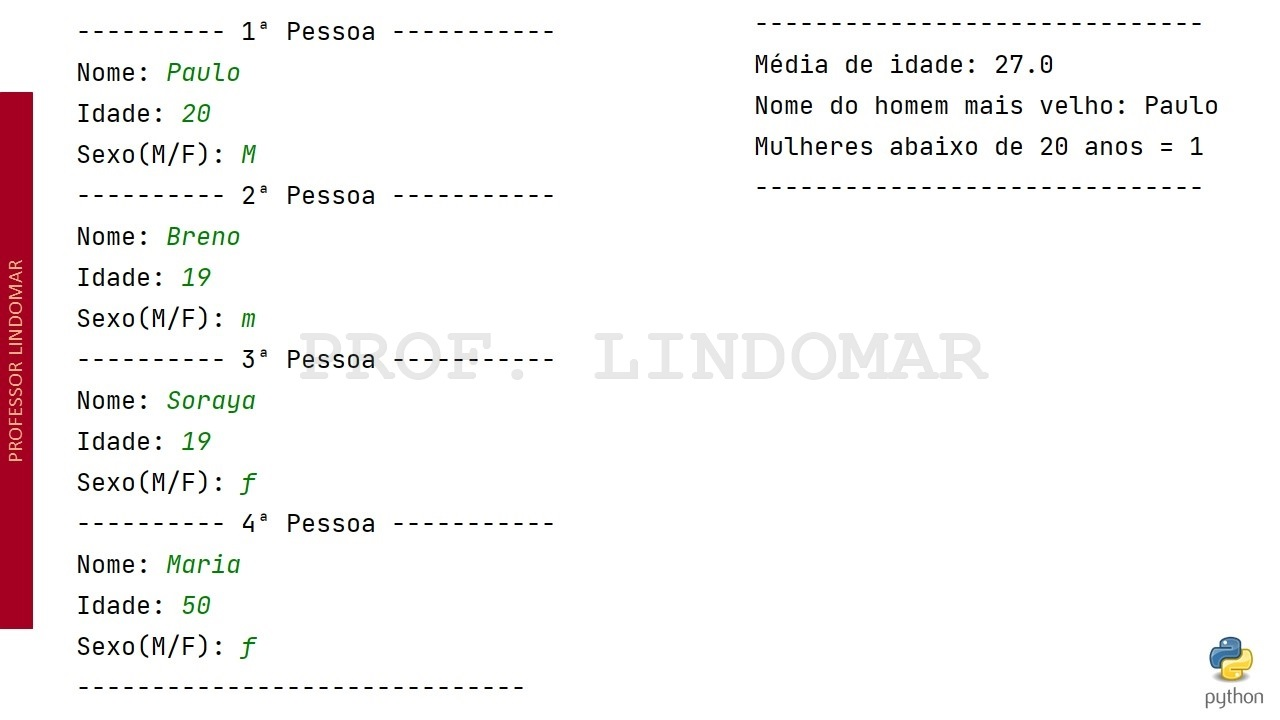 ---------- 1ª Pessoa -----------
Nome: Paulo
Idade: 20
Sexo(M/F): M
---------- 2ª Pessoa -----------
Nome: Breno
Idade: 19
Sexo(M/F): m
---------- 3ª Pessoa -----------
Nome: Soraya
Idade: 19
Sexo(M/F): f
---------- 4ª Pessoa -----------
Nome: Maria
Idade: 50
Sexo(M/F): f
------------------------------
------------------------------
Média de idade: 27.0
Nome do homem mais velho: Paulo
Mulheres abaixo de 20 anos = 1
------------------------------
PROF. LINDOMAR
PROFESSOR LINDOMAR
python